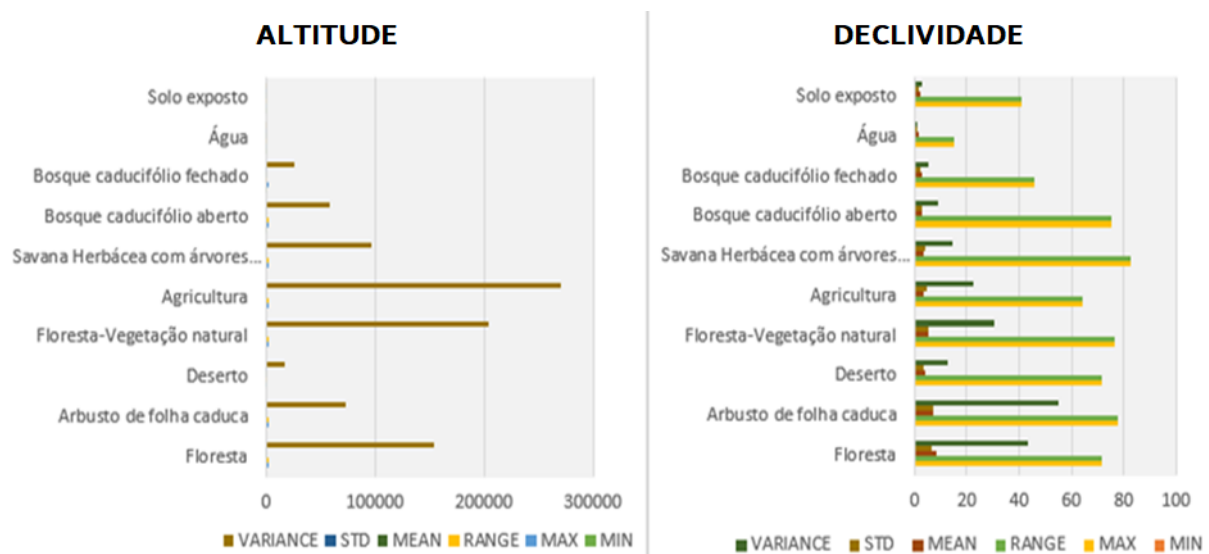 ALTITUDE
Solo exposto
Água
Bosque caducifólio fechado
Bosque caducifólio aberto
Savana Herbácea com árvores...
Agricultura
Floresta-Vegetação natural
Deserto
Arbusto de folha caduca
Floresta
0 100000 200000 300000
VARIANCE STD MEAN RANGE MAX MIN
DECLIVIDADE
Solo exposto
Água
Bosque caducifólio fechado
Bosque caducifólio aberto
Savana Herbácea com árvores...
Agricultura
Floresta-Vegetação natural
Deserto
Arbusto de folha caduca
Floresta
0 20 40 60 80 100
VARIANCE STD MEAN RANGE MAX MIN